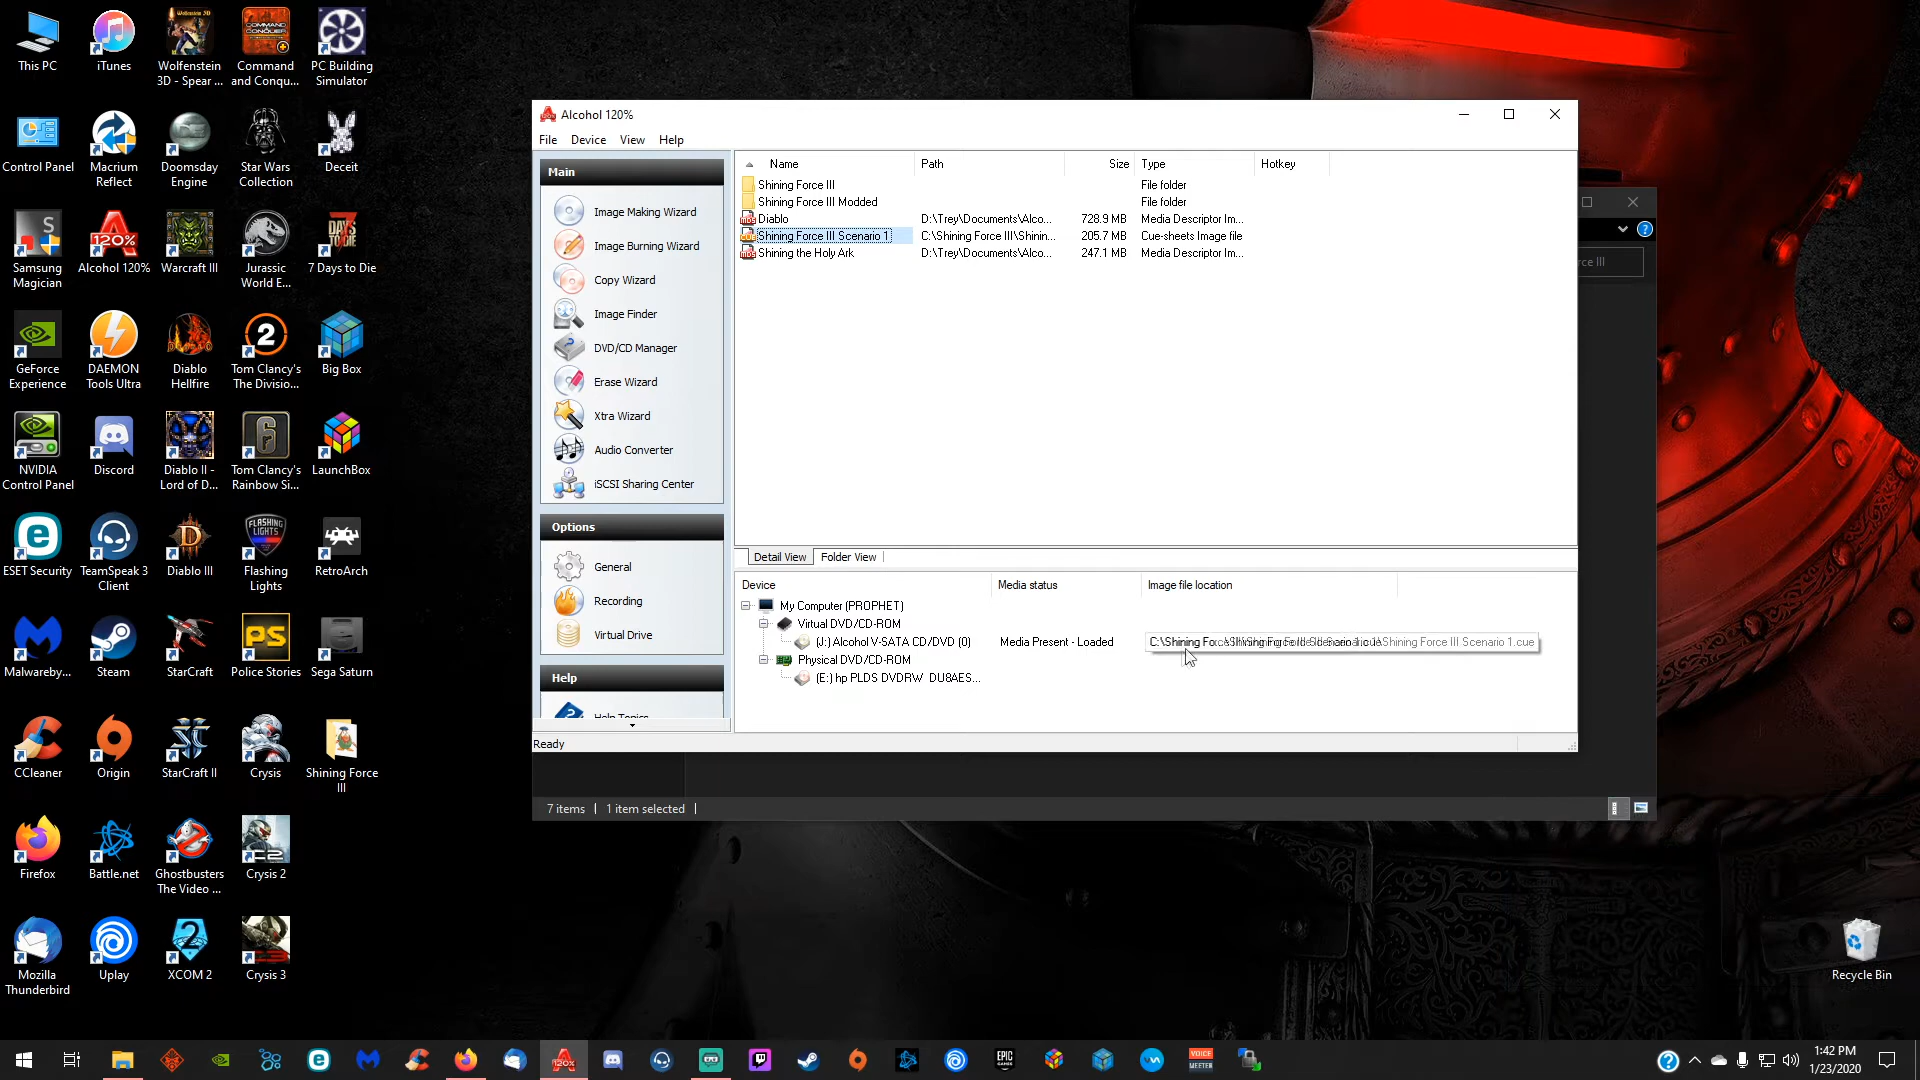 This PC
iTunes
Wolfenstein
3D - Spear ...
Command
and Conqu...
PC Building
Simulator
Control Panel
Macrium
Reflect
Doomsday
Engine
Star Wars
Collection
Deceit
Samsung
Magician
Alcohol 120%
Warcraft III
Jurassic
World E...
7 Days to Die
GeForce
Experience
DAEMON
Tools Ultra
Diablo
Hellfire
Tom Clancy's
The Divisio...
Big Box
NVIDIA
Control Panel
Discord
Diablo II -
Lord of D...
Tom Clancy's
Rainbow Si...
LaunchBox
ESET Security
TeamSpeak 3
Client
Diablo III
Flashing
Lights
RetroArch
Malwareby...
Steam
StarCraft
Police Stories
Sega Saturn
CCleaner
Origin
StarCraft II
Crysis
Shining Force
III
Firefox
Battle.net
Ghostbusters
The Video ...
Crysis 2
Mozilla
Thunderbird
Uplay
XCOM 2
Crysis 3
Alcohol 120%
File Device View Help
Main
Image Making Wizard
Image Burning Wizard
Copy Wizard
Image Finder
DVD/CD Manager
Erase Wizard
Xtra Wizard
Audio Converter
iSCSI Sharing Center
Options
General
Recording
Virtual Drive
Help
Help Topics
Name Path Size Type Hotkey
Shining Force III File folder
Shining Force III Modded File folder
Diablo D:\Trey\Documents\Alco... 728.9 MB Media Descriptor Im...
Shining Force III Scenario 1 C:\Shining Force III\Shinin... 205.7 MB Cue-sheets Image file
Shining the Holy Ark D:\Trey\Documents\Alco... 247.1 MB Media Descriptor Im...
Detail View Folder View
Device Media status Image file location
My Computer (PROPHET)
Virtual DVD/CD-ROM
(J:) Alcohol V-SATA CD/DVD (0) Media Present - Loaded C:\Shining Shining Force III Scenario 1.cue
Physical DVD/CD-ROM
(E:) hp PLDS DVDRW DU8AES...
Ready
rce III
7 items 1 item selected
Recycle Bin
1:42 PM
1/23/2020